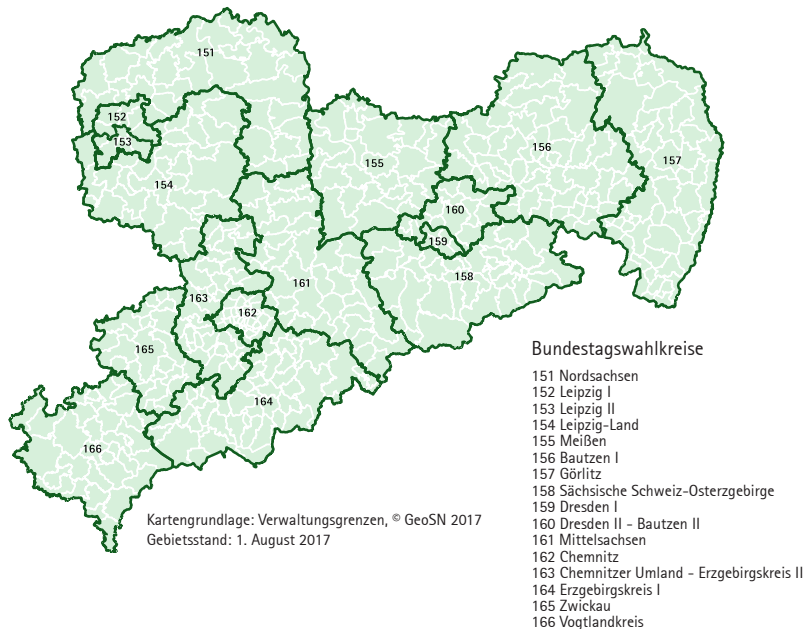 151
152
153
154
155
156
157
160
159
158
161
163
162
165
164
166
Bundestagswahlkreise
151 Nordsachsen
152 Leipzig I
153 Leipzig II
154 Leipzig-Land
155 Meißen
156 Bautzen I
157 Görlitz
158 Sächsische Schweiz-Osterzgebirge
159 Dresden I
160 Dresden II - Bautzen II
161 Mittelsachsen
162 Chemnitz
163 Chemnitzer Umland - Erzgebirgskreis II
164 Erzgebirgskreis I
165 Zwickau
166 Vogtlandkreis
Kartengrundlage: Verwaltungsgrenzen, © GeoSN 2017
Gebietsstand: 1. August 2017